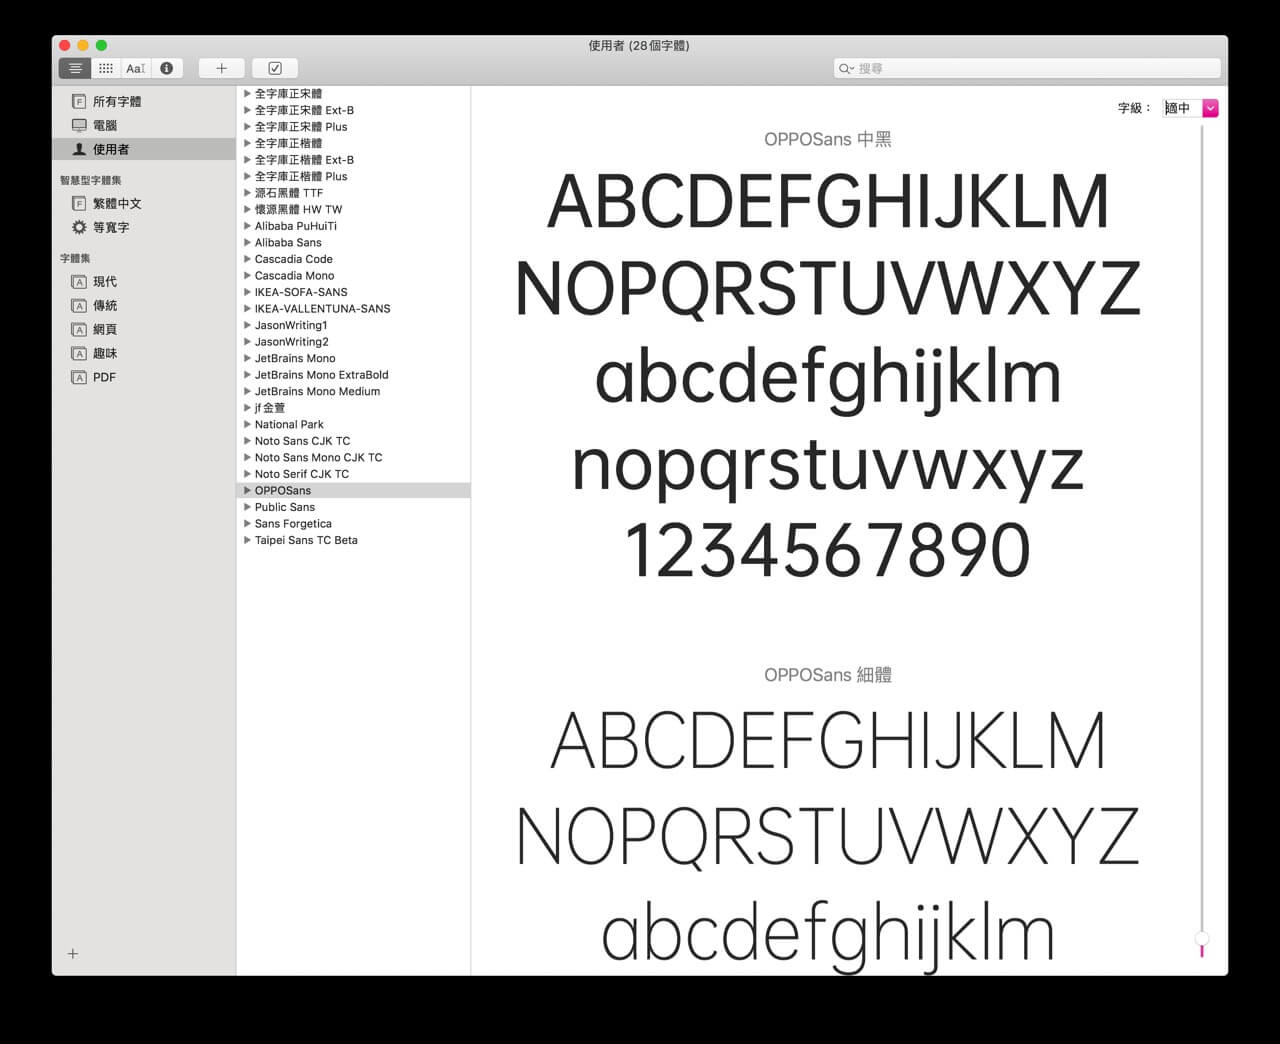 使用者 (28 個字體)
搜尋
所有字體
電腦
使用者
智慧型字體集
繁體中文
等寬字
字體集
現代
傳統
網頁
趣味
PDF
全字庫正宋體
全字庫正宋體 Ext-B
全字庫正宋體 Plus
全字庫正楷體
全字庫正楷體 Ext-B
全字庫正楷體 Plus
源石黑體 TTF
懷源黑體 HW TW
Alibaba PuHuiTi
Alibaba Sans
Cascadia Code
Cascadia Mono
IKEA-SOFA-SANS
IKEA-VALLENTUNA-SANS
JasonWriting1
JasonWriting2
JetBrains Mono
JetBrains Mono ExtraBold
JetBrains Mono Medium
jf 金萱
National Park
Noto Sans CJK TC
Noto Sans Mono CJK TC
Noto Serif CJK TC
OPPOSans
Public Sans
Sans Forgetica
Taipei Sans TC Beta
字級： 適中
OPPOSans 中黑
ABCDEFGHIJKLM
NOPQRSTUVWXYZ
abcdefghijklm
nopqrstuvwxyz
1234567890
OPPOSans 細體
ABCDEFGHIJKLM
NOPQRSTUVWXYZ
abcdefghijklm